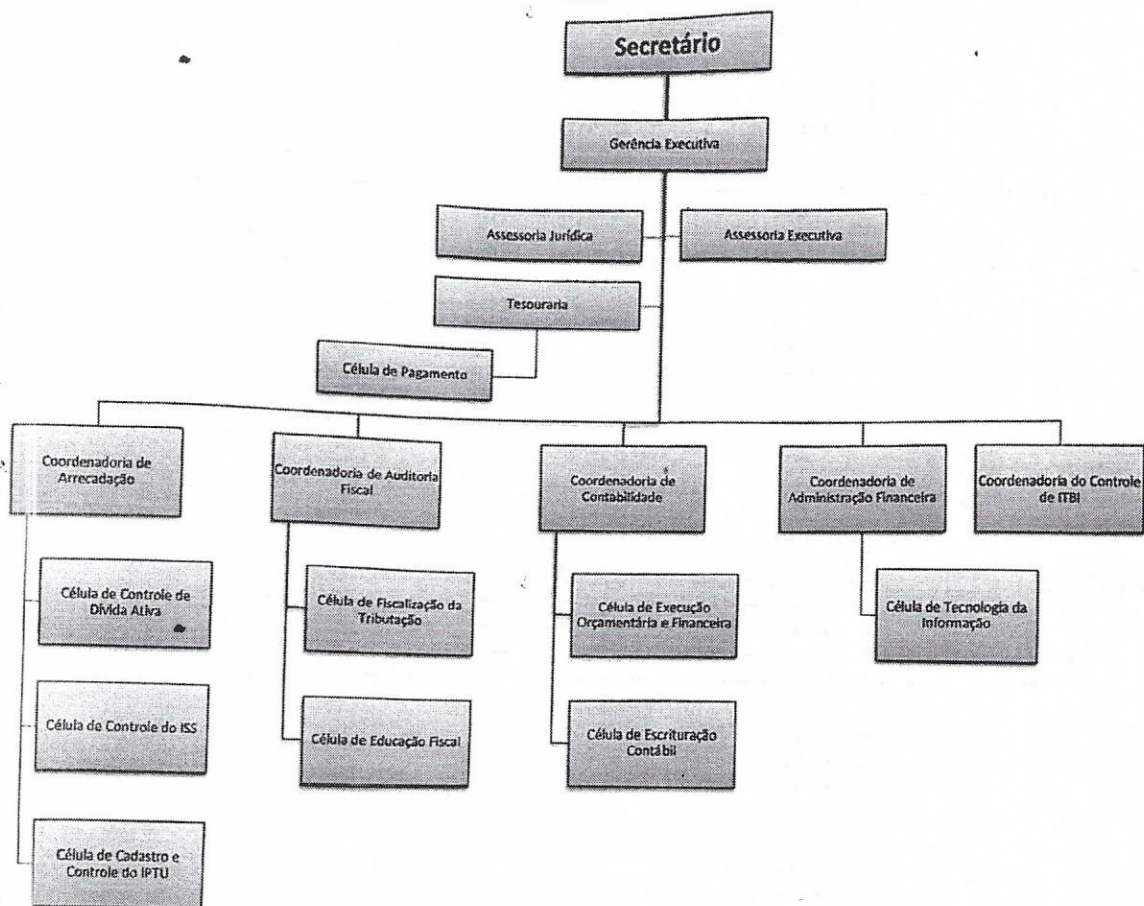 Secretário
Gerência Executiva
Assessoria Jurídica
Assessoria Executiva
Tesouraria
Célula de Pagamento
Coordenadoria de
Arrecadação
Coordenadoria de Auditoria
Fiscal
Coordenadoria de
Contabilidade
Coordenadoria de
Administração Financeira
Coordenadoria do Controle
de ITBI
Célula de Controle de
Dívida Ativa
Célula de Fiscalização da
Tributação
Célula de Execução
Orçamentária e Financeira
Célula de Tecnologia da
Informação
Célula de Controle do ISS
Célula de Educação Fiscal
Célula de Escrituração
Contábil
Célula de Cadastro e
Controle do IPTU